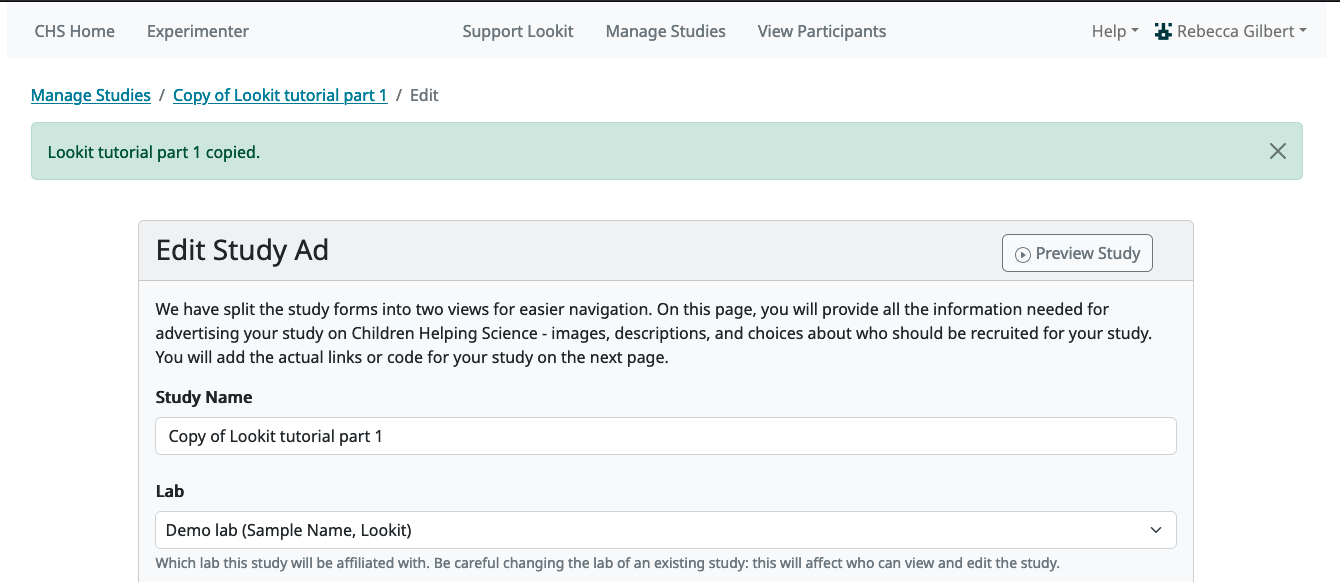 CHS Home Experimenter Support Lookit Manage Studies View Participants Help Rebecca Gilbert
Manage Studies / Copy of Lookit tutorial part 1 / Edit
Lookit tutorial part 1 copied.
Edit Study Ad
Preview Study
We have split the study forms into two views for easier navigation. On this page, you will provide all the information needed for
advertising your study on Children Helping Science - images, descriptions, and choices about who should be recruited for your study.
You will add the actual links or code for your study on the next page.
Study Name
Copy of Lookit tutorial part 1
Lab
Demo lab (Sample Name, Lookit)
Which lab this study will be affiliated with. Be careful changing the lab of an existing study: this will affect who can view and edit the study.